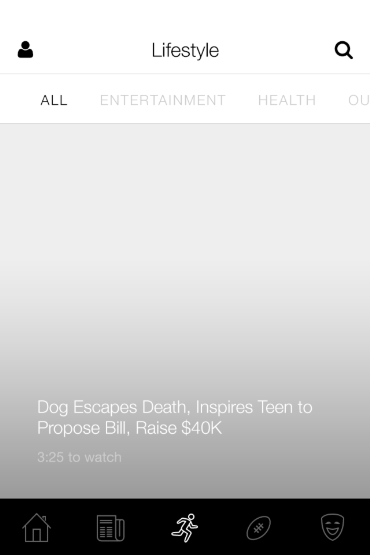 Lifestyle
ALL ENTERTAINMENT HEALTH OU
Dog Escapes Death, Inspires Teen to
Propose Bill, Raise $40K
3:25 to watch